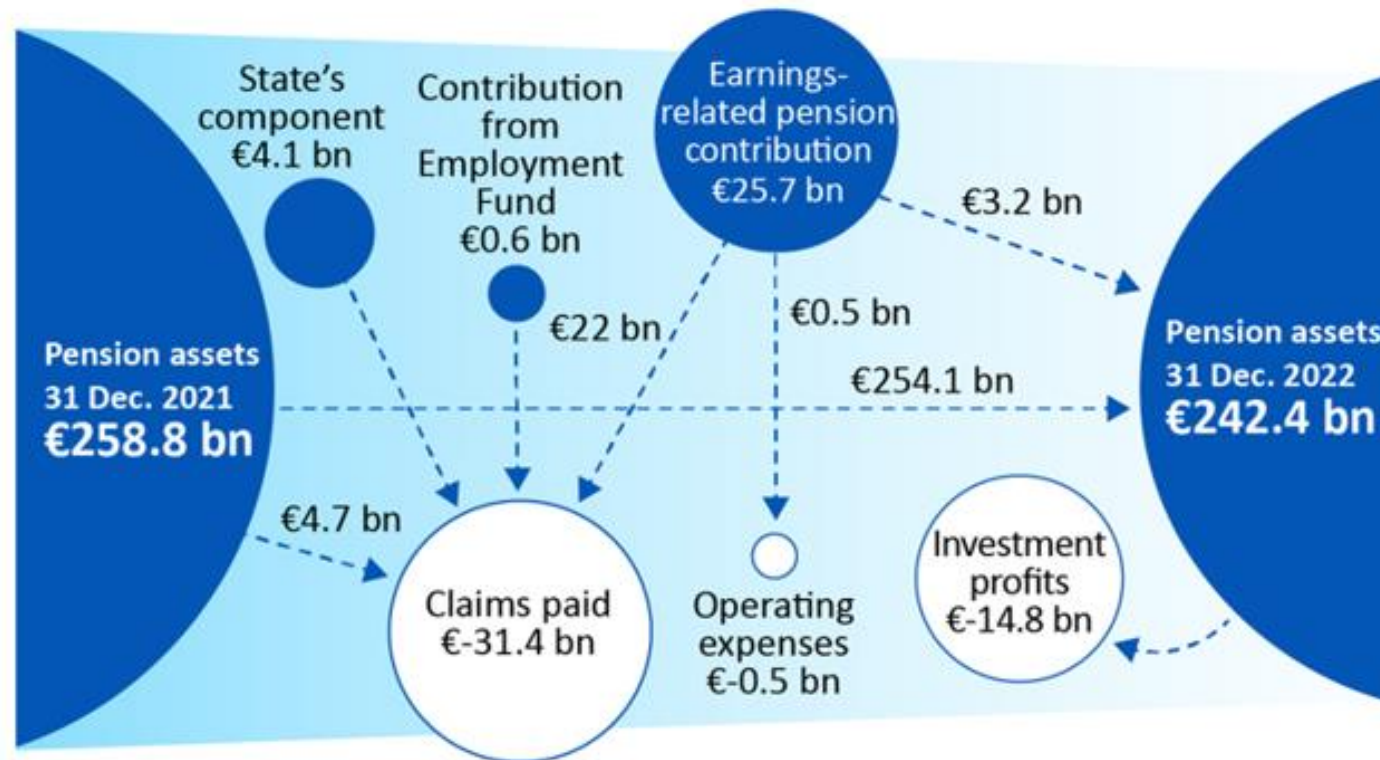 State's
component
€4.1 bn
Contribution
from
Employment
Fund
€0.6 bn
Earnings-
related pension
contribution
€25.7 bn
€3.2 bn
€22 bn
€0.5 bn
Pension assets
31 Dec. 2021
€258.8 bn
€254.1 bn
Pension assets
31 Dec. 2022
€242.4 bn
€4.7 bn
Claims paid
€-31.4 bn
Operating
expenses
€-0.5 bn
Investment
profits
€-14.8 bn